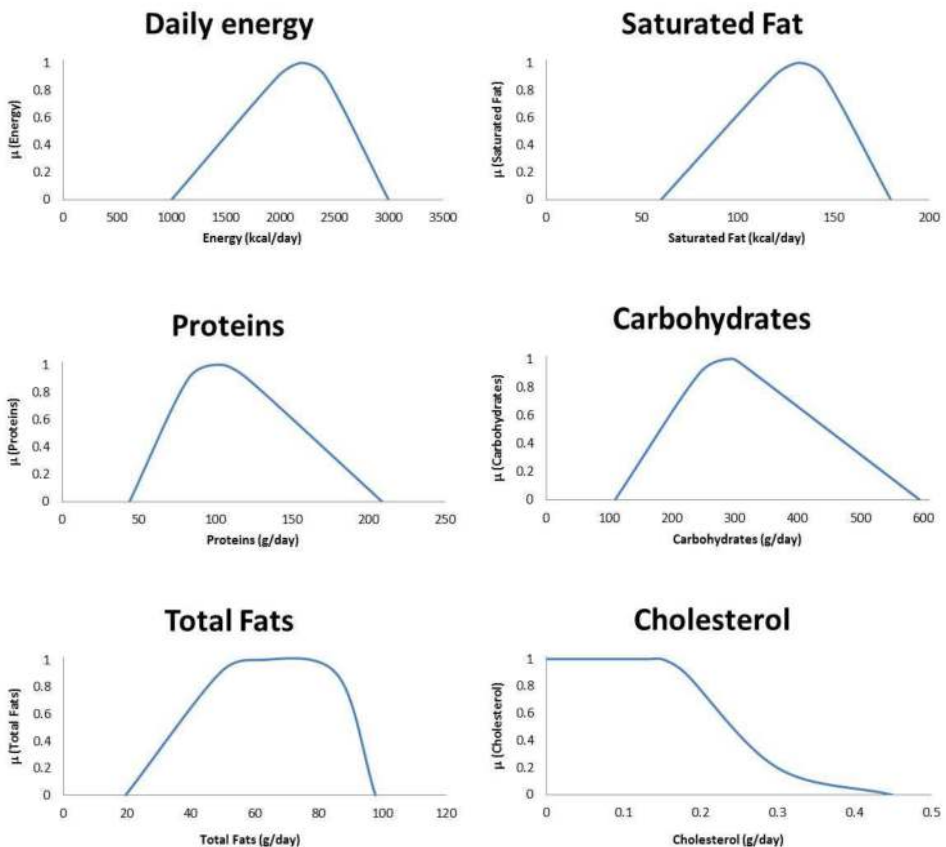 Daily energy
μ (Energy)
1
0.8
0.6
0.4
0.2
0
0 500 1000 1500 2000 2500 3000 3500
Energy (kcal/day)
Saturated Fat
μ (Saturated Fat)
1
0.8
0.6
0.4
0.2
0
0 50 100 150 200
Saturated Fat (kcal/day)
Proteins
μ (Proteins)
1
0.8
0.6
0.4
0.2
0
0 50 100 150 200 250
Proteins (g/day)
Carbohydrates
μ (Carbohydrates)
1
0.8
0.6
0.4
0.2
0
0 100 200 300 400 500 600
Carbohydrates (g/day)
Total Fats
μ (Total Fats)
1
0.8
0.6
0.4
0.2
0
0 20 40 60 80 100 120
Total Fats (g/day)
Cholesterol
μ (Cholesterol)
1
0.8
0.6
0.4
0.2
0
0 0.1 0.2 0.3 0.4 0.5
Cholesterol (g/day)